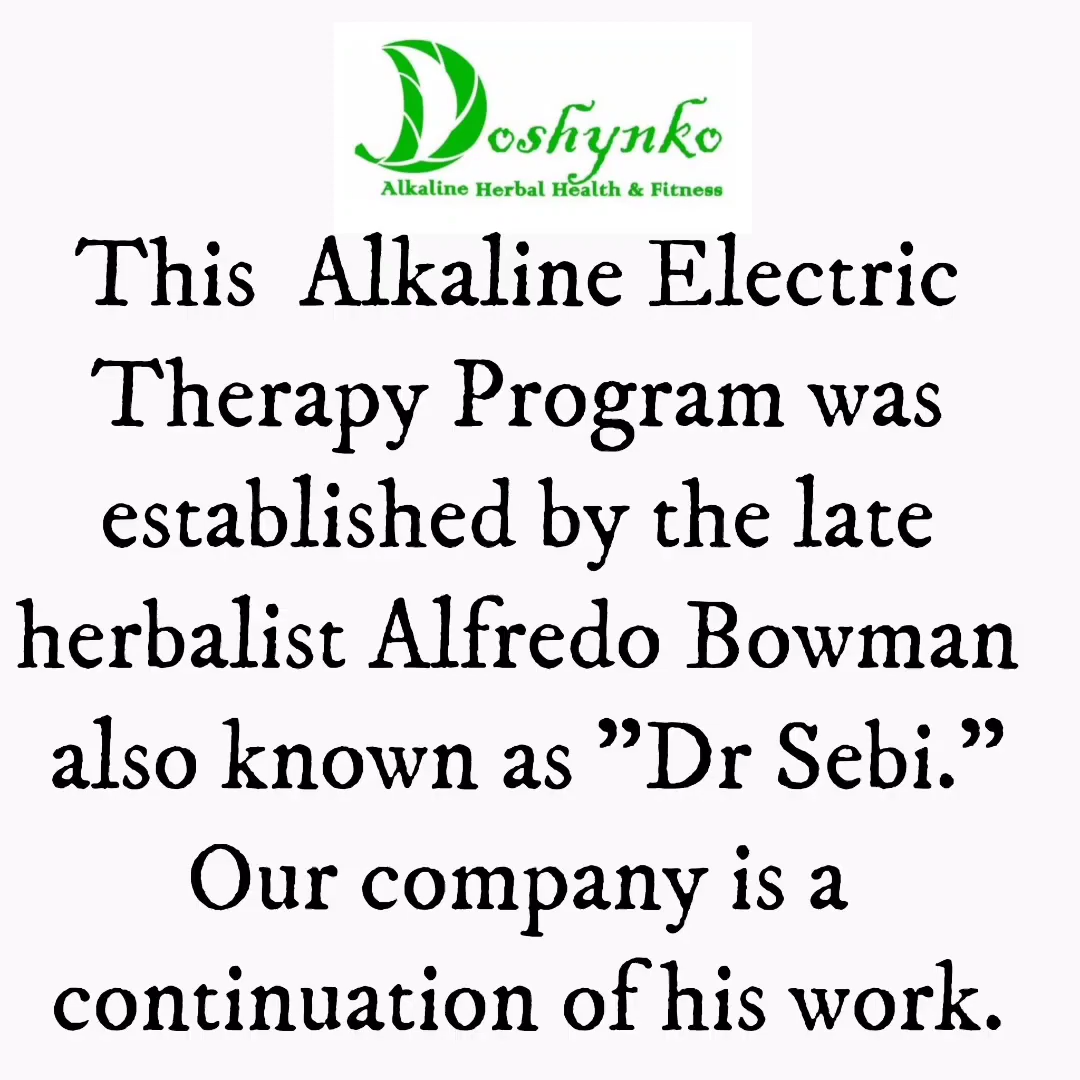 Doshynko
Alkaline Herbal Health & Fitness
This Alkaline Electric
Therapy Program was
established by the late
herbalist Alfredo Bowman
also known as ”Dr Sebi.”
Our company is a
continuation of his work.